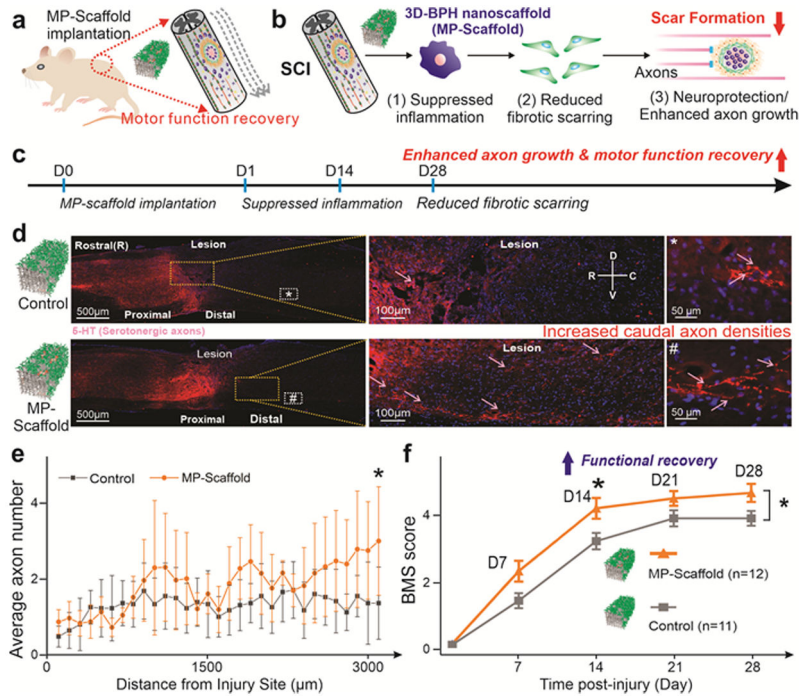 a
MP-Scaffold
implantation
Motor function recovery
b
3D-BPH nanoscaffold
(MP-Scaffold)
SCI
(1) Suppressed
inflammation
(2) Reduced
fibrotic scarring
Scar Formation
Axons
(3) Neuroprotection/
Enhanced axon growth
c
Enhanced axon growth & motor function recovery
D0
D1
D14
D28
MP-scaffold implantation
Suppressed inflammation
Reduced fibrotic scarring
d
Control
Rostral(R)
Lesion
*
500µm
Proximal
Distal
Lesion
D
R
C
V
100µm
*
50 µm
5-HT (Serotonergic axons)
Increased caudal axon densities
MP-
Scaffold
Lesion
#
500µm
Proximal
Distal
Lesion
100µm
#
50 µm
e
Control
MP-Scaffold
*
4
2
0
0
1500
3000
Average axon number
Distance from Injury Site (µm)
f
Functional recovery
D7
D14
*
D21
D28
*
4
2
0
7
14
21
28
BMS score
Time post-injury (Day)
MP-Scaffold (n=12)
Control (n=11)